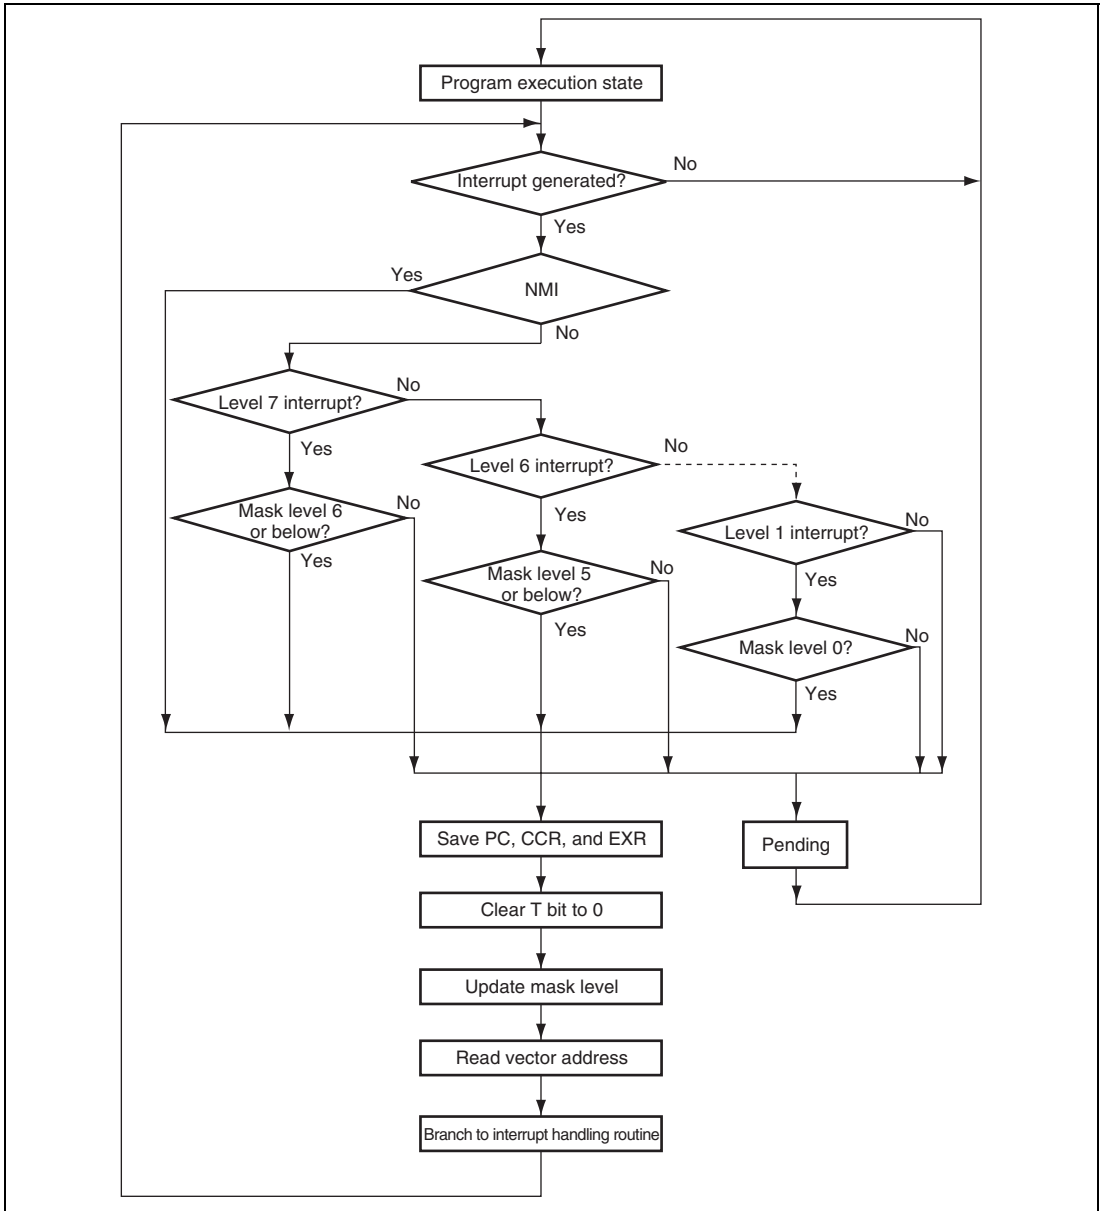 Program execution state
No
Interrupt generated?
Yes
Yes
NMI
No
Level 7 interrupt?
No
Yes
Level 6 interrupt?
No
Mask level 6
or below?
No
Yes
Yes
Level 1 interrupt?
No
Mask level 5
or below?
No
Yes
Yes
Mask level 0?
No
Yes
Save PC, CCR, and EXR
Pending
Clear T bit to 0
Update mask level
Read vector address
Branch to interrupt handling routine